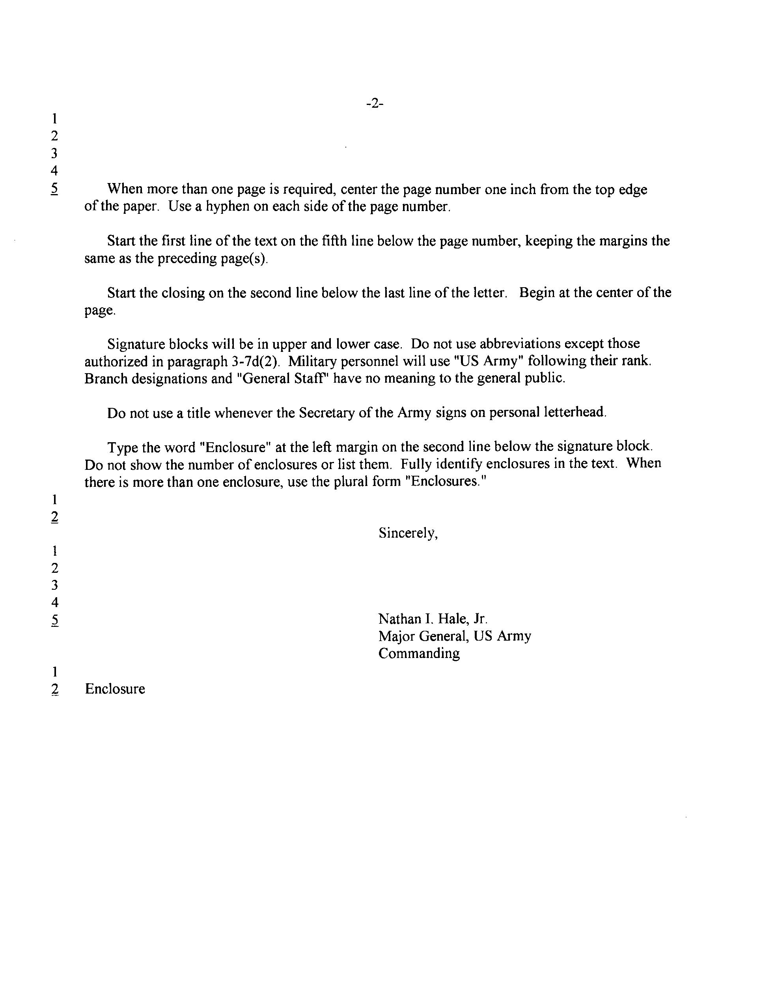 -2-
1
2
3
4
5 When more than one page is required, center the page number one inch from the top edge
of the paper. Use a hyphen on each side of the page number.
Start the first line of the text on the fifth line below the page number, keeping the margins the
same as the preceding page(s).
Start the closing on the second line below the last line of the letter. Begin at the center of the
page.
Signature blocks will be in upper and lower case. Do not use abbreviations except those
authorized in paragraph 3-7d(2). Military personnel will use "US Army" following their rank.
Branch designations and "General Staff" have no meaning to the general public.
Do not use a title whenever the Secretary of the Army signs on personal letterhead.
Type the word "Enclosure" at the left margin on the second line below the signature block.
Do not show the number of enclosures or list them. Fully identify enclosures in the text. When
there is more than one enclosure, use the plural form "Enclosures."
1
2
Sincerely,
1
2
3
4
5 Nathan I. Hale, Jr.
Major General, US Army
Commanding
1
2 Enclosure